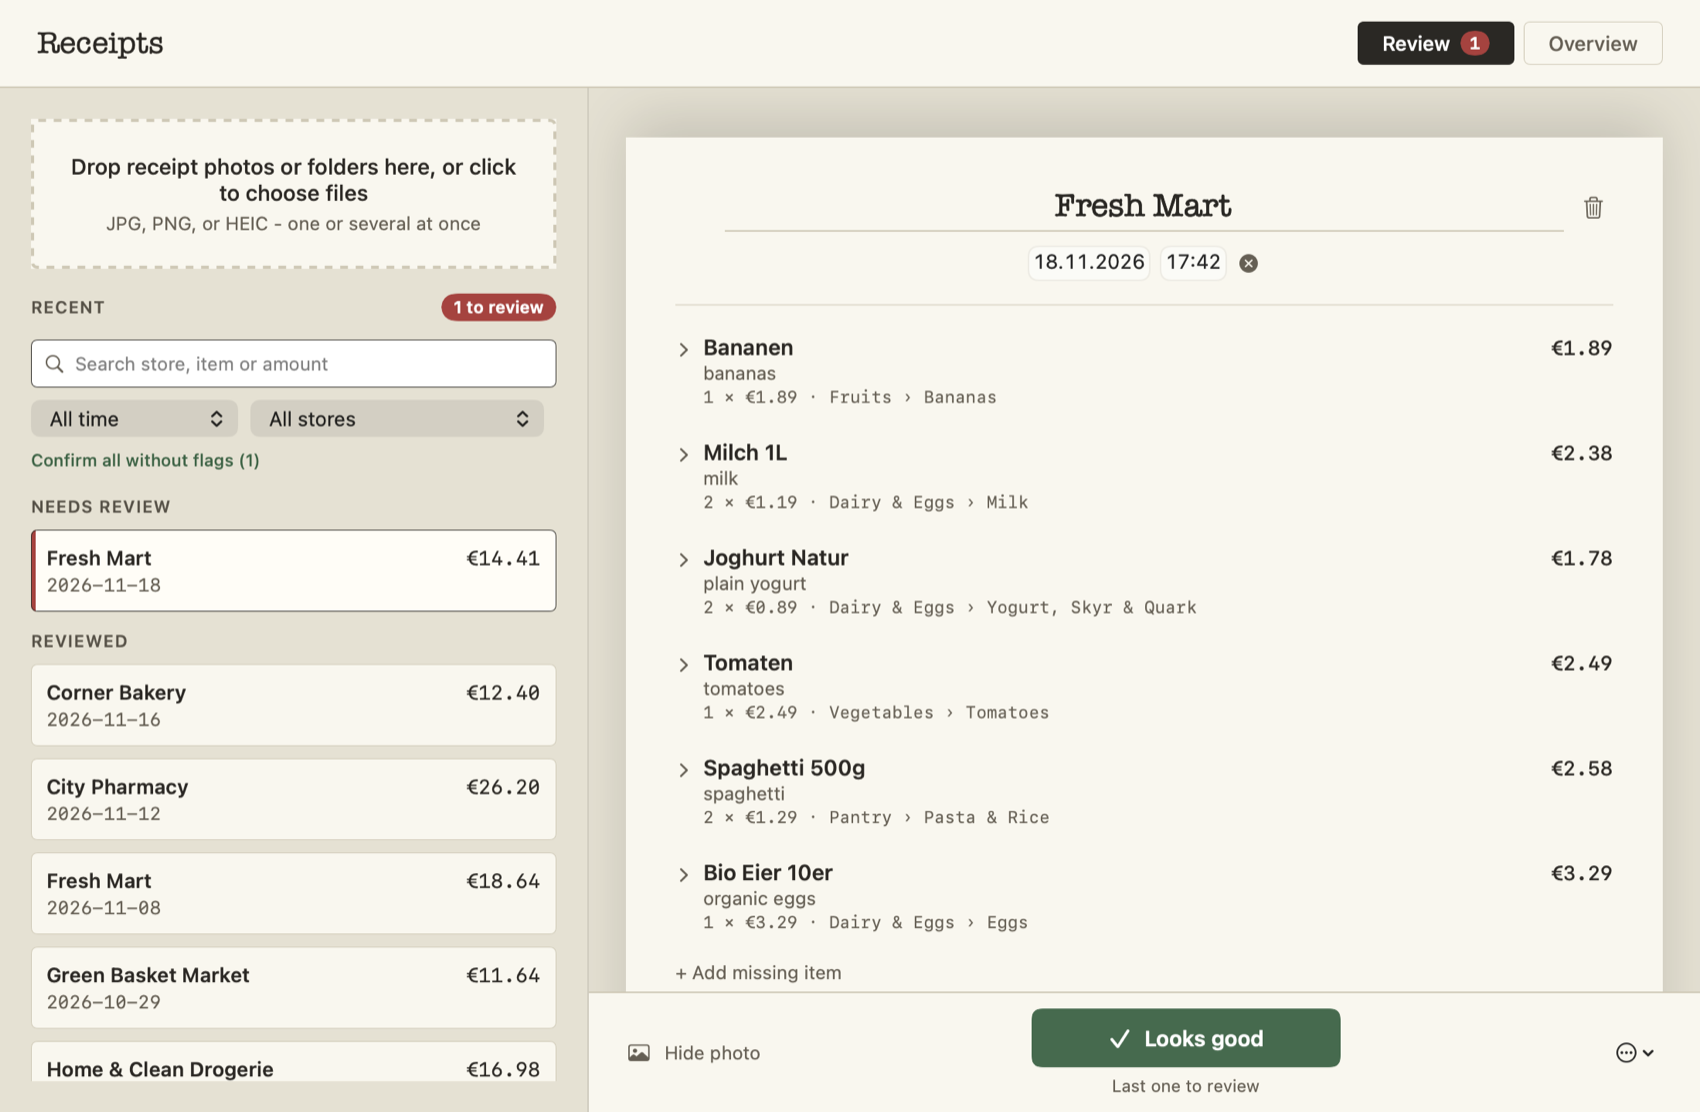 Receipts
Review 1
Overview
Drop receipt photos or folders here, or click
to choose files
JPG, PNG, or HEIC - one or several at once
RECENT
1 to review
Search store, item or amount
All time
All stores
Confirm all without flags (1)
NEEDS REVIEW
Fresh Mart €14.41
2026-11-18
REVIEWED
Corner Bakery €12.40
2026-11-16
City Pharmacy €26.20
2026-11-12
Fresh Mart €18.64
2026-11-08
Green Basket Market €11.64
2026-10-29
Home & Clean Drogerie €16.98
Fresh Mart
18.11.2026 17:42
Bananen €1.89
bananas
1 × €1.89 · Fruits › Bananas
Milch 1L €2.38
milk
2 × €1.19 · Dairy & Eggs › Milk
Joghurt Natur €1.78
plain yogurt
2 × €0.89 · Dairy & Eggs › Yogurt, Skyr & Quark
Tomaten €2.49
tomatoes
1 × €2.49 · Vegetables › Tomatoes
Spaghetti 500g €2.58
spaghetti
2 × €1.29 · Pantry › Pasta & Rice
Bio Eier 10er €3.29
organic eggs
1 × €3.29 · Dairy & Eggs › Eggs
+ Add missing item
Hide photo
Looks good
Last one to review